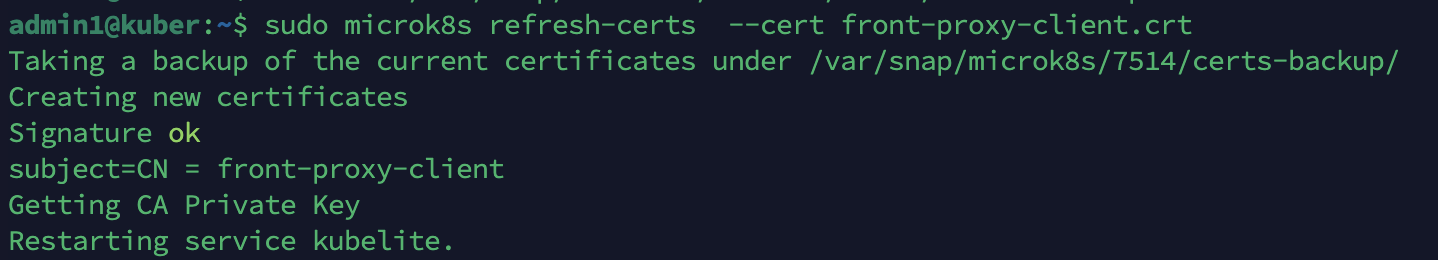 admin1@kuber:~$ sudo microk8s refresh-certs  --cert front-proxy-client.crt
Taking a backup of the current certificates under /var/snap/microk8s/7514/certs-backup/
Creating new certificates
Signature ok
subject=CN = front-proxy-client
Getting CA Private Key
Restarting service kubelite.